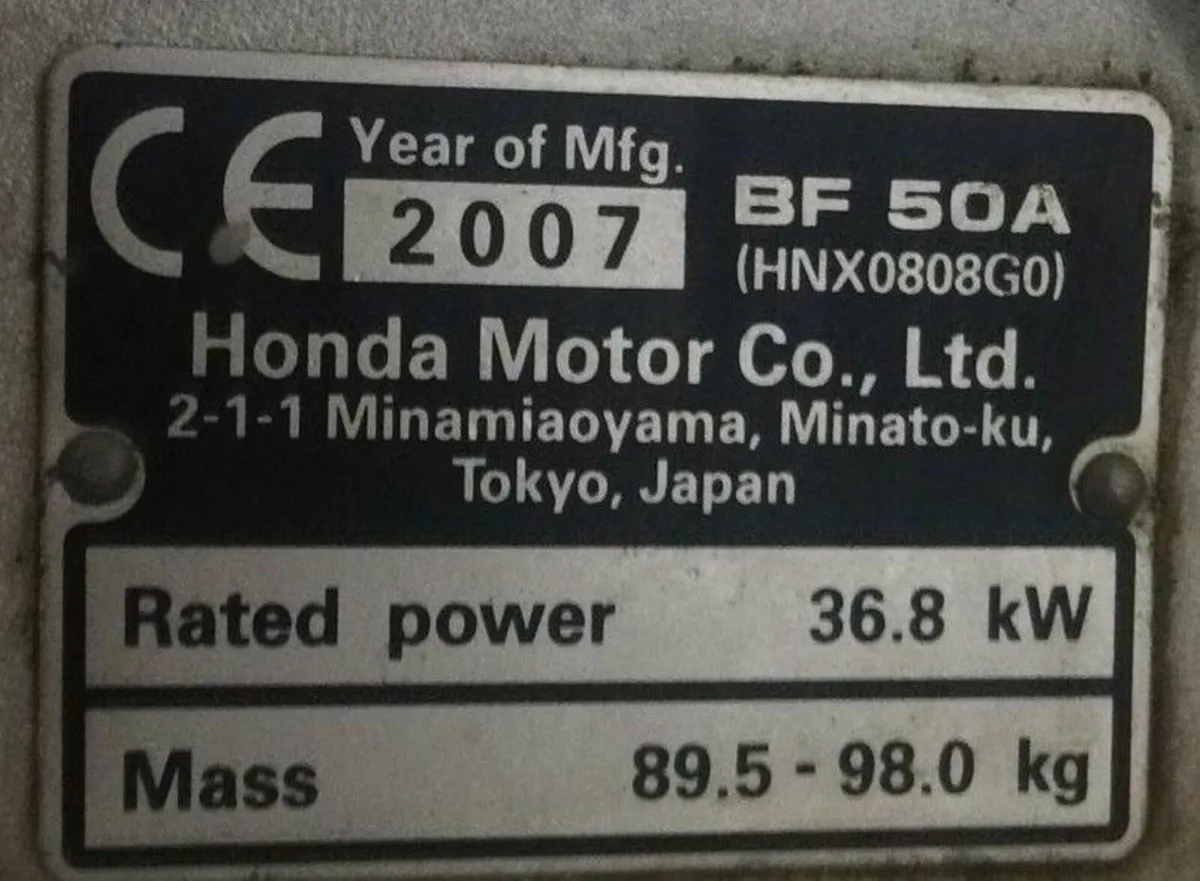 CE Year of Mfg.
2007
BF 50A
(HNX0808G0)
Honda Motor Co., Ltd.
2-1-1 Minamiaoyama, Minato-ku,
Tokyo, Japan
Rated power 36.8 kW
Mass 89.5 - 98.0 kg